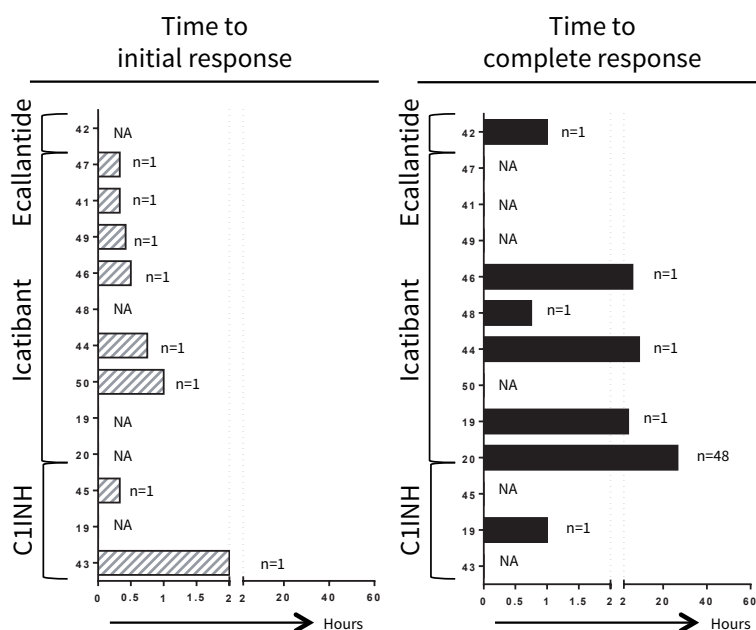 Time to
initial response
Ecallantide
Icatibant
C1INH
42 NA
47 n=1
41 n=1
49 n=1
46 n=1
48 NA
44 n=1
50 n=1
19 NA
20 NA
45 n=1
19 NA
43 n=1
0 0.5 1 1.5 2 2 20 40 60
Hours
Time to
complete response
Ecallantide
Icatibant
C1INH
42 n=1
47 NA
41 NA
49 NA
46 n=1
48 n=1
44 n=1
50 NA
19 n=1
20 n=48
45 NA
19 n=1
43 NA
0 0.5 1 1.5 2 2 20 40 60
Hours